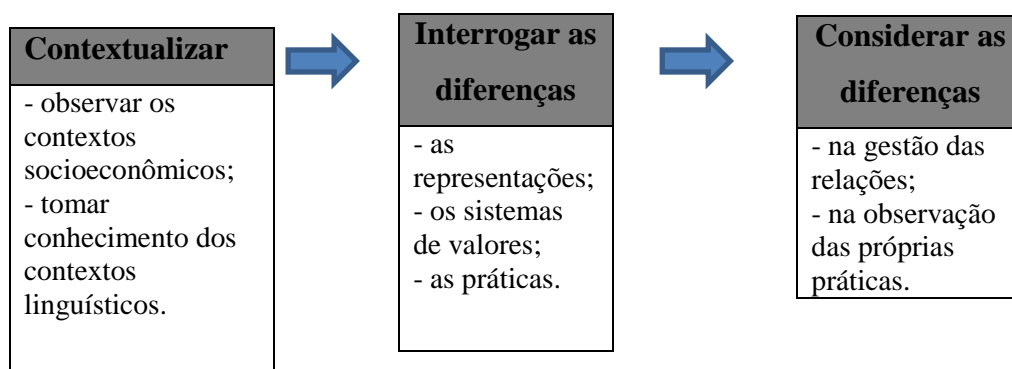 Contextualizar
- observar os
contextos
socioeconômicos;
- tomar
conhecimento dos
contextos
linguísticos.
Interrogar as
diferenças
- as
representações;
- os sistemas
de valores;
- as práticas.
Considerar as
diferenças
- na gestão das
relações;
- na observação
das próprias
práticas.